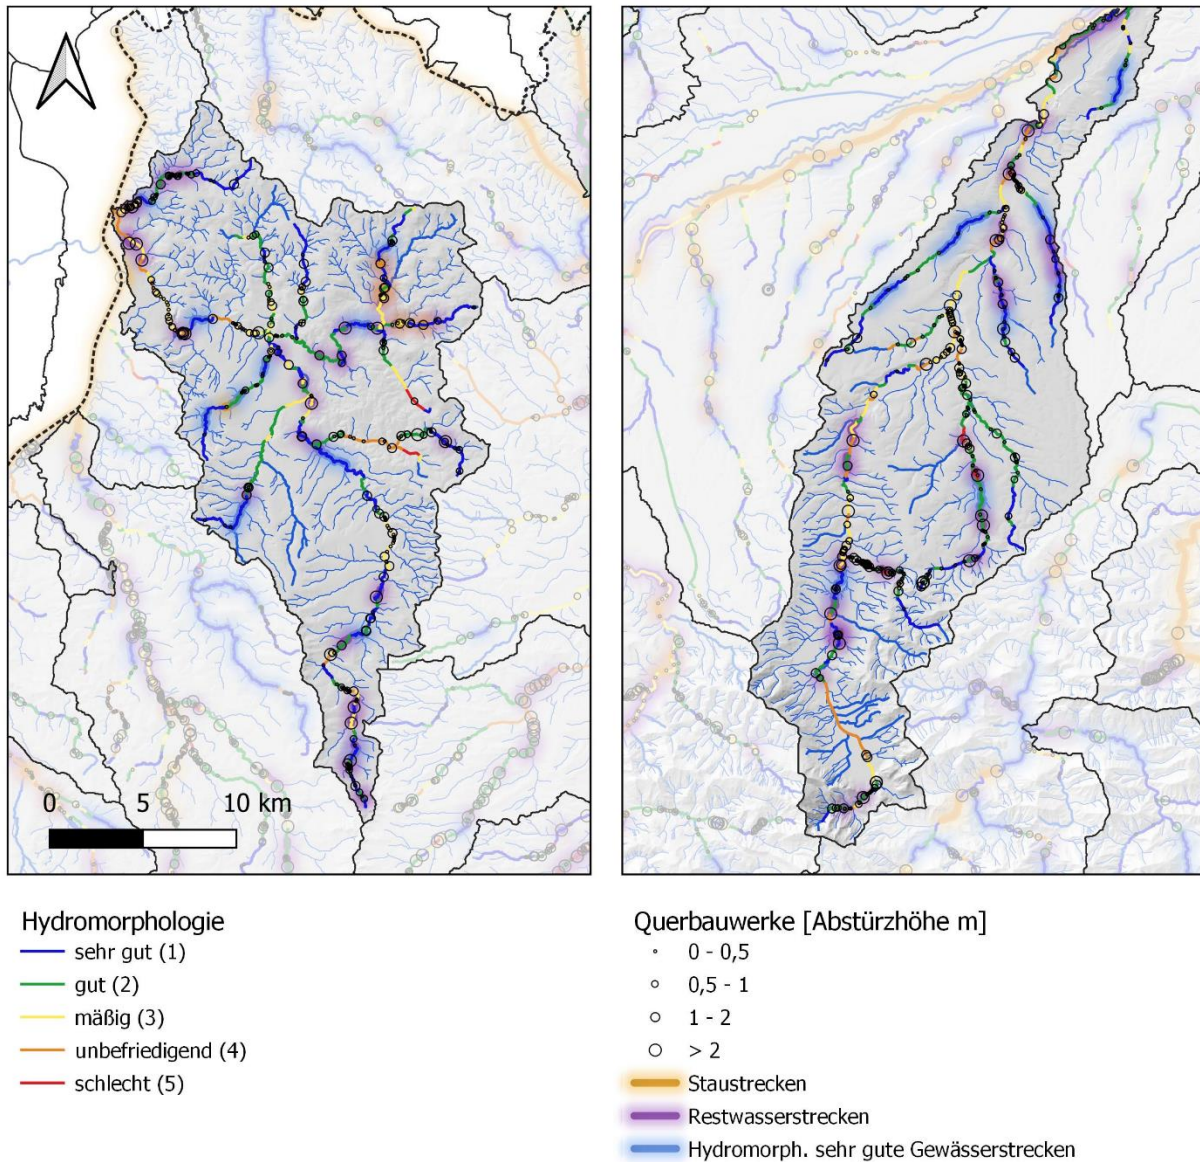 0 5 10 km
Hydromorphologie
sehr gut (1)
gut (2)
mäßig (3)
unbefriedigend (4)
schlecht (5)
Querbauwerke [Abstürzhöhe m]
0 - 0,5
0,5 - 1
1 - 2
> 2
Staustrecken
Restwasserstrecken
Hydromorph. sehr gute Gewässerstrecken